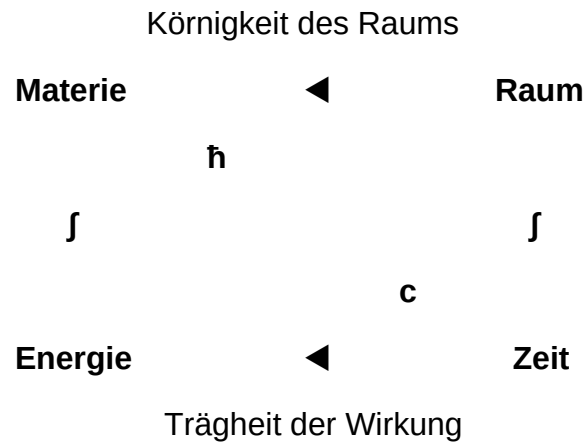 Körnigkeit des Raums
Materie ◀ Raum
ħ
∫ ∫
c
Energie ◀ Zeit
Trägheit der Wirkung